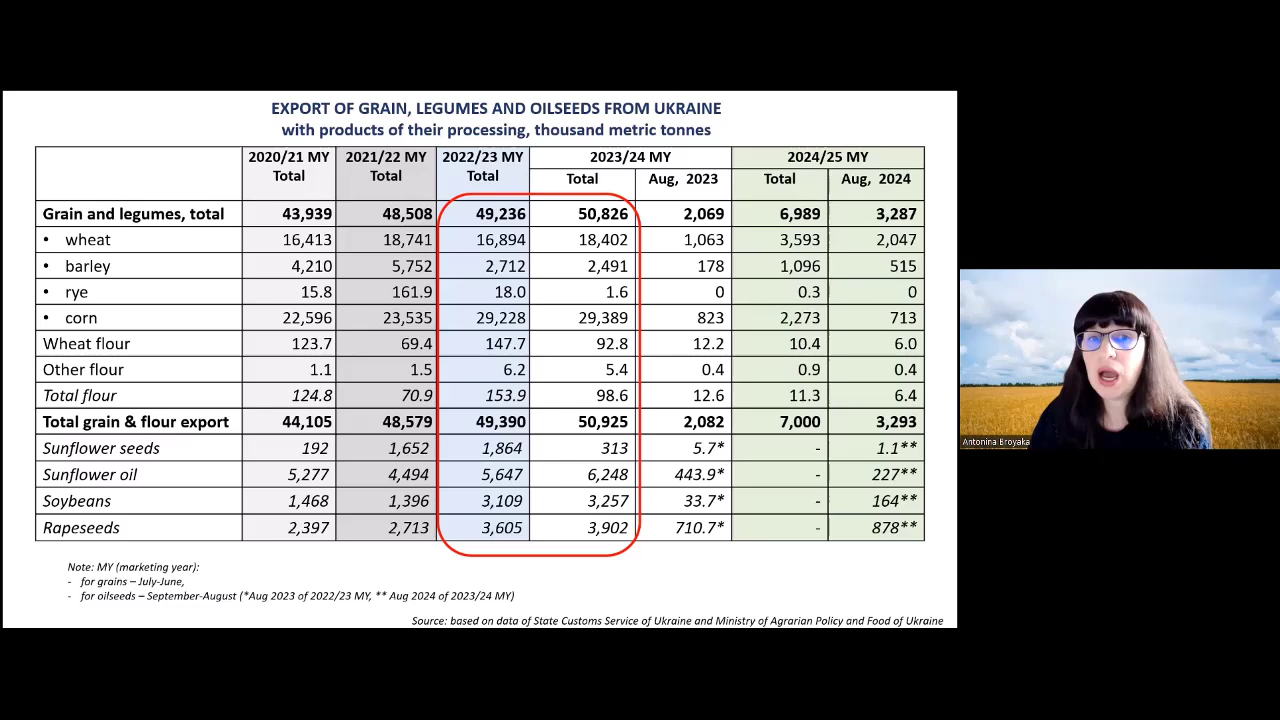 EXPORT OF GRAIN, LEGUMES AND OILSEEDS FROM UKRAINE
with products of their processing, thousand metric tonnes
2020/21 MY 2021/22 MY 2022/23 MY 2023/24 MY 2024/25 MY
Total Total Total Total Aug, 2023 Total Aug, 2024
Grain and legumes, total 43,939 48,508 49,236 50,826 2,069 6,989 3,287
• wheat 16,413 18,741 16,894 18,402 1,063 3,593 2,047
• barley 4,210 5,752 2,712 2,491 178 1,096 515
• rye 15.8 161.9 18.0 1.6 0 0.3 0
• corn 22,596 23,535 29,228 29,389 823 2,273 713
Wheat flour 123.7 69.4 147.7 92.8 12.2 10.4 6.0
Other flour 1.1 1.5 6.2 5.4 0.4 0.9 0.4
Total flour 124.8 70.9 153.9 98.6 12.6 11.3 6.4
Total grain & flour export 44,105 48,579 49,390 50,925 2,082 7,000 3,293
Sunflower seeds 192 1,652 1,864 313 5.7* - 1.1**
Sunflower oil 5,277 4,494 5,647 6,248 443.9* - 227**
Soybeans 1,468 1,396 3,109 3,257 33.7* - 164**
Rapeseeds 2,397 2,713 3,605 3,902 710.7* - 878**
Note: MY (marketing year):
- for grains – July-June,
- for oilseeds – September-August (*Aug 2023 of 2022/23 MY, ** Aug 2024 of 2023/24 MY)
Source: based on data of State Customs Service of Ukraine and Ministry of Agrarian Policy and Food of Ukraine
Antonina Broyaka